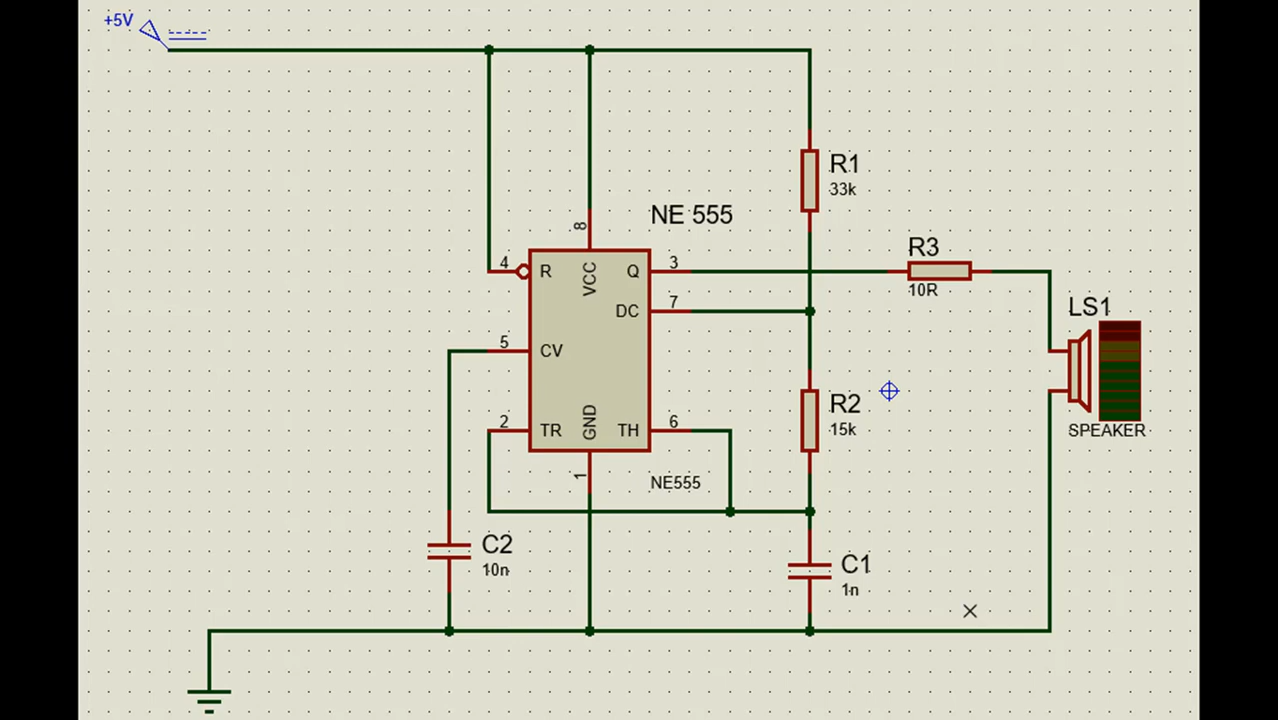 +5V
R1
33k
NE 555
8
4
R
VCC
Q
3
R3
10R
DC
7
LS1
5
CV
R2
15k
2
TR
GND
TH
6
SPEAKER
1
NE555
C2
10n
C1
1n